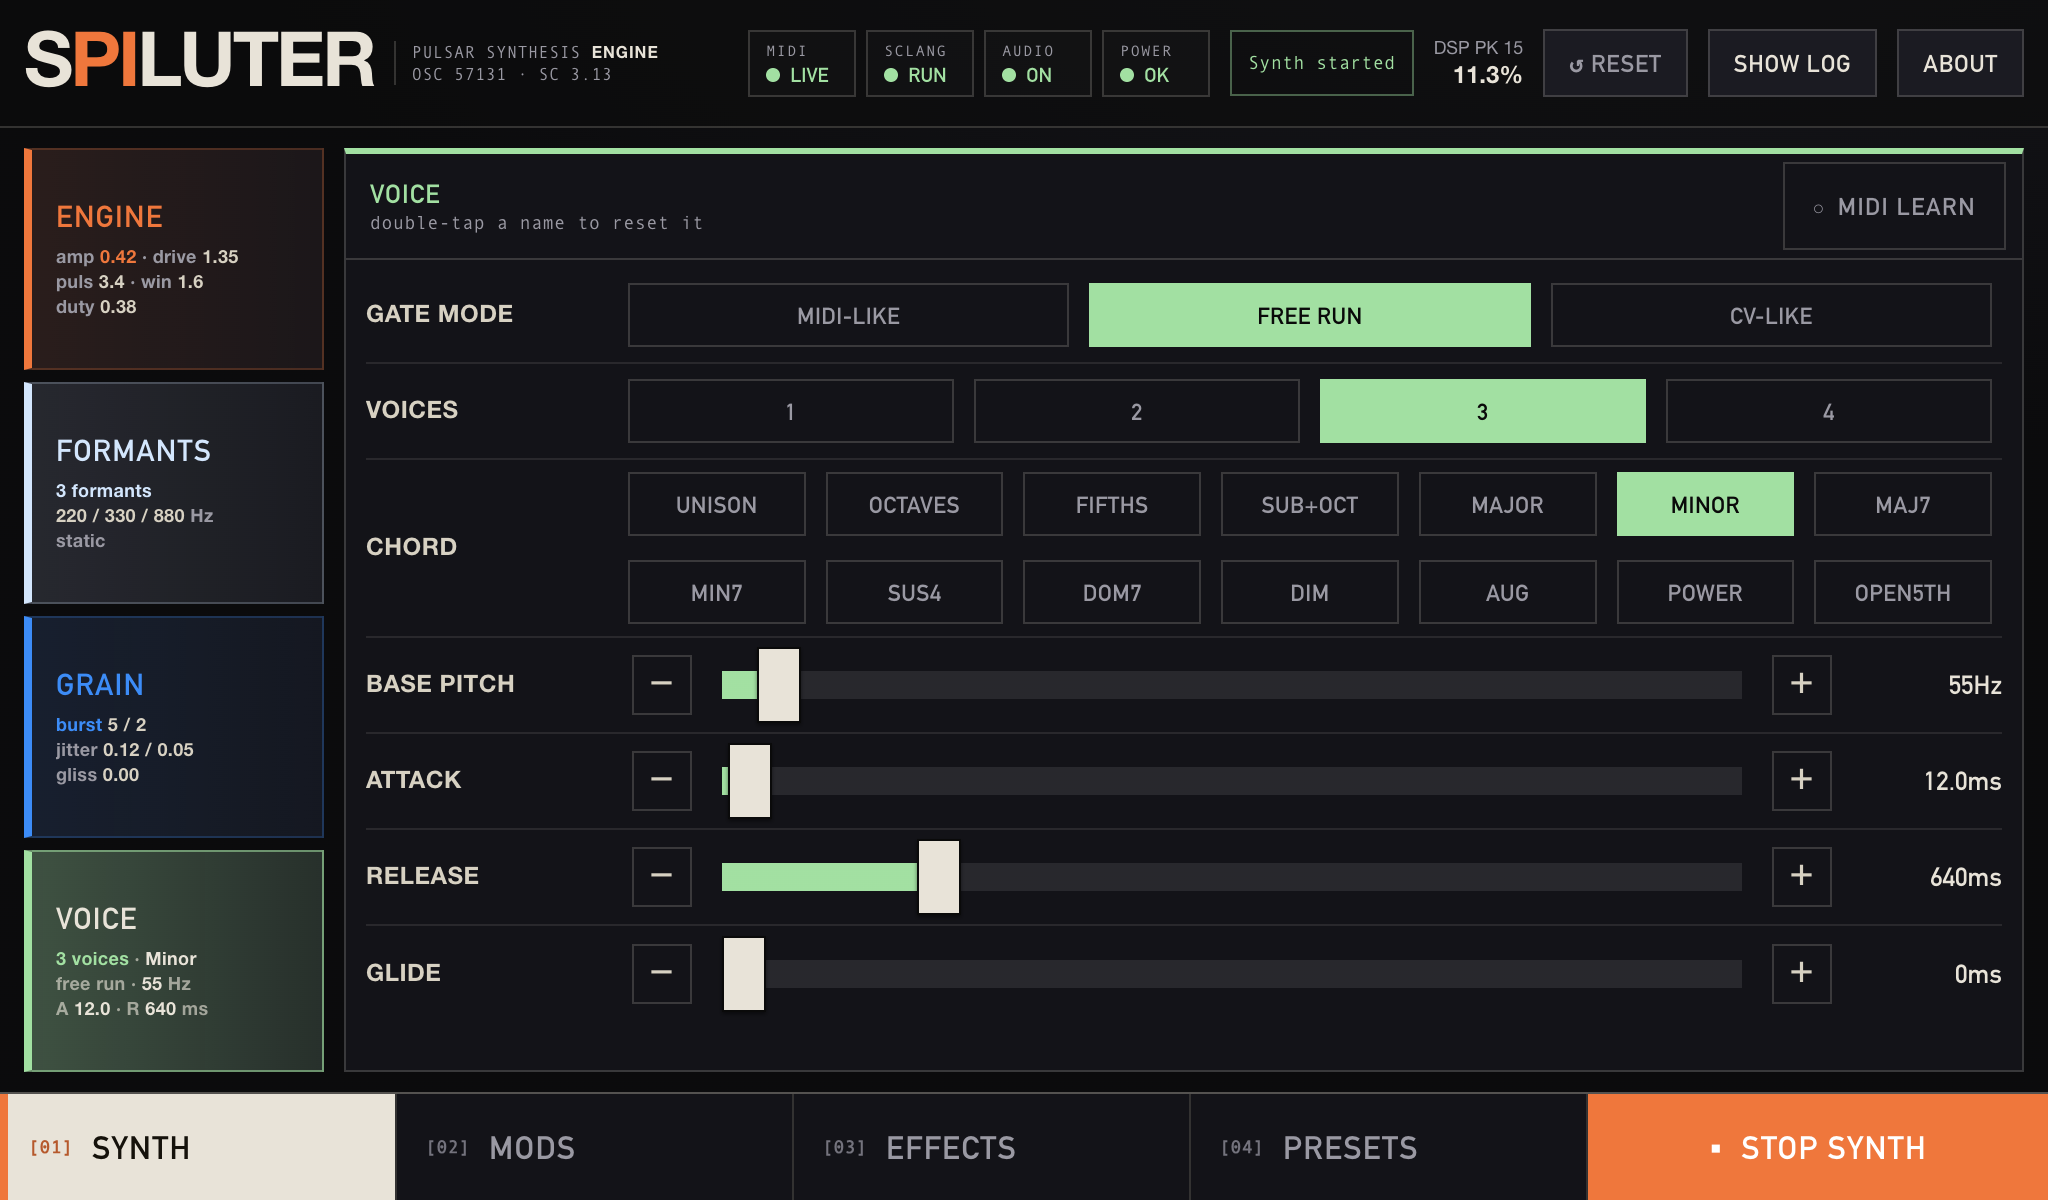 SPILUTER
PULSAR SYNTHESIS ENGINE
OSC 57131 · SC 3.13
MIDI
LIVE
SCLANG
RUN
AUDIO
ON
POWER
OK
Synth started
DSP PK 15
11.3%
↺ RESET
SHOW LOG
ABOUT
ENGINE
amp 0.42 · drive 1.35
puls 3.4 · win 1.6
duty 0.38
FORMANTS
3 formants
220 / 330 / 880 Hz
static
GRAIN
burst 5 / 2
jitter 0.12 / 0.05
gliss 0.00
VOICE
3 voices · Minor
free run · 55 Hz
A 12.0 · R 640 ms
VOICE
double-tap a name to reset it
○ MIDI LEARN
GATE MODE
MIDI-LIKE
FREE RUN
CV-LIKE
VOICES
1
2
3
4
CHORD
UNISON
OCTAVES
FIFTHS
SUB+OCT
MAJOR
MINOR
MAJ7
MIN7
SUS4
DOM7
DIM
AUG
POWER
OPEN5TH
BASE PITCH
−
+
55Hz
ATTACK
−
+
12.0ms
RELEASE
−
+
640ms
GLIDE
−
+
0ms
[01] SYNTH
[02] MODS
[03] EFFECTS
[04] PRESETS
▪ STOP SYNTH